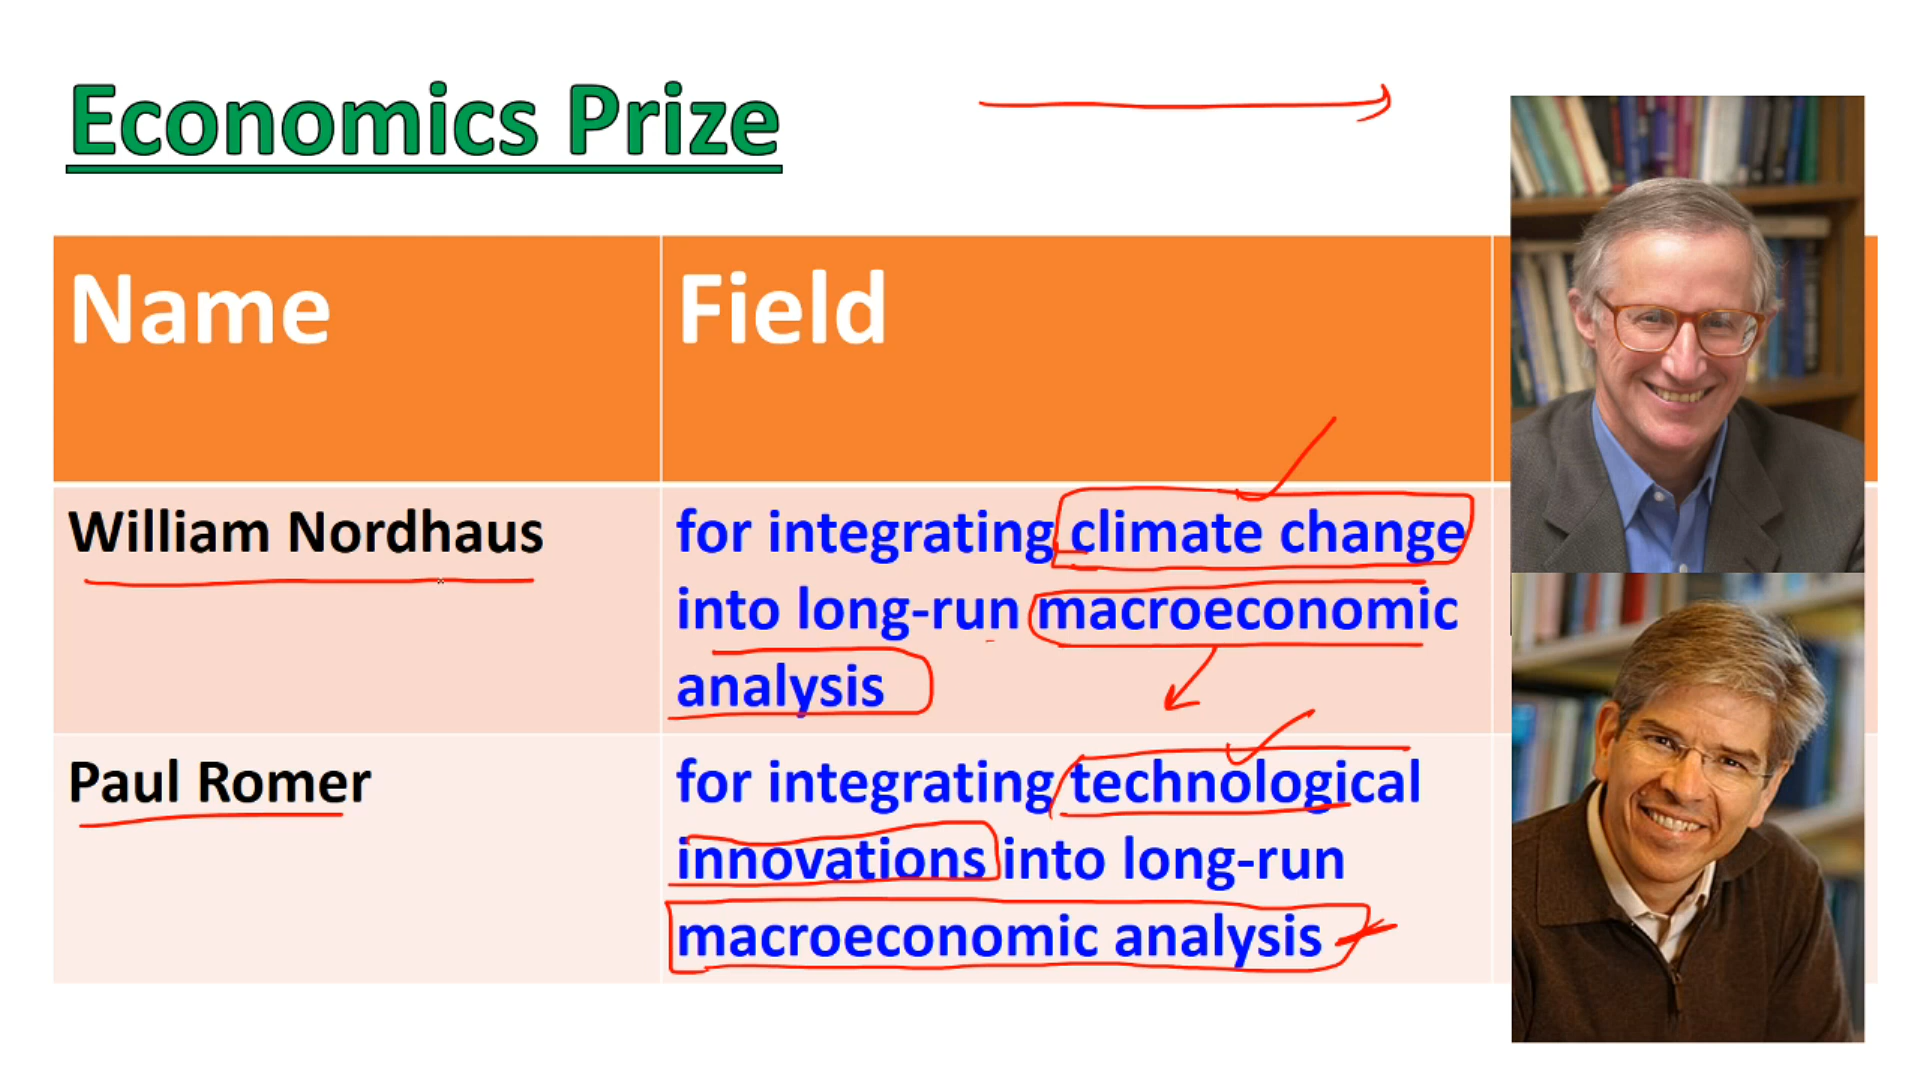 Economics Prize
Name
Field
William Nordhaus
for integrating climate change
into long-run macroeconomic
analysis
Paul Romer
for integrating technological
innovations into long-run
macroeconomic analysis